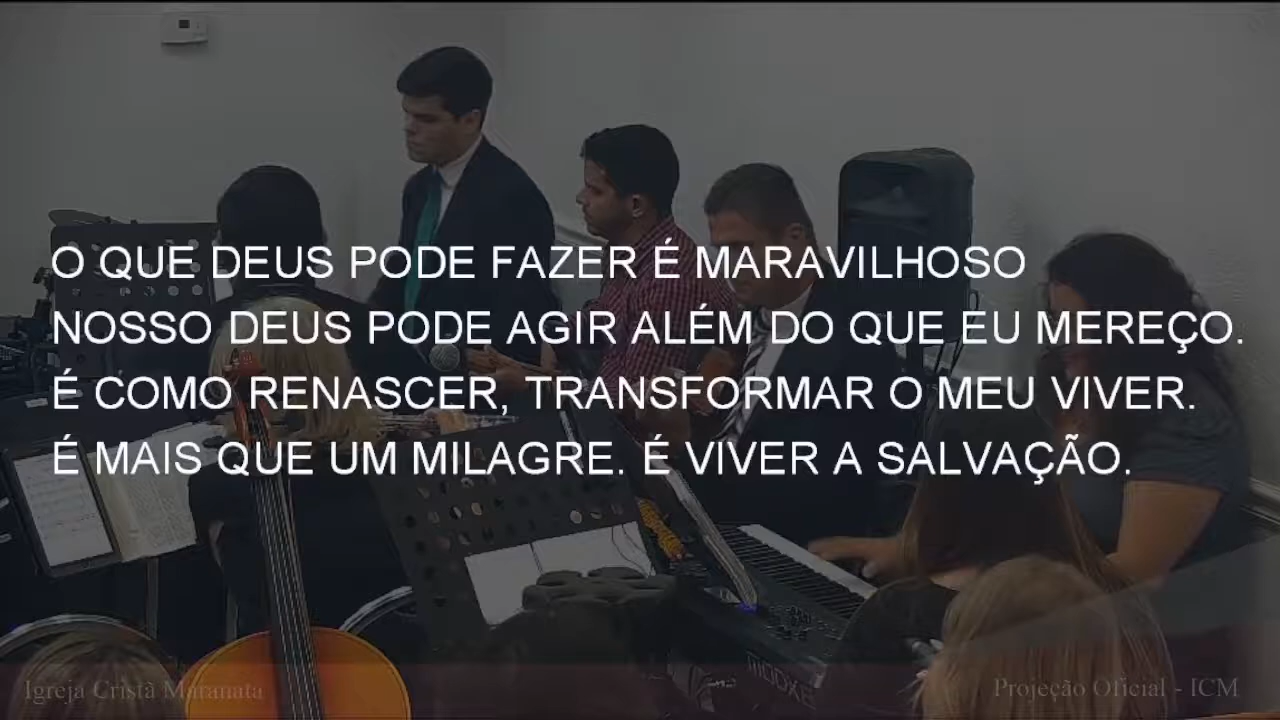 O QUE DEUS PODE FAZER É MARAVILHOSO
NOSSO DEUS PODE AGIR ALÉM DO QUE EU MEREÇO.
É COMO RENASCER, TRANSFORMAR O MEU VIVER.
É MAIS QUE UM MILAGRE. É VIVER A SALVAÇÃO.
MODXE
Igreja Cristã Maranata
Projeção Oficial - ICM